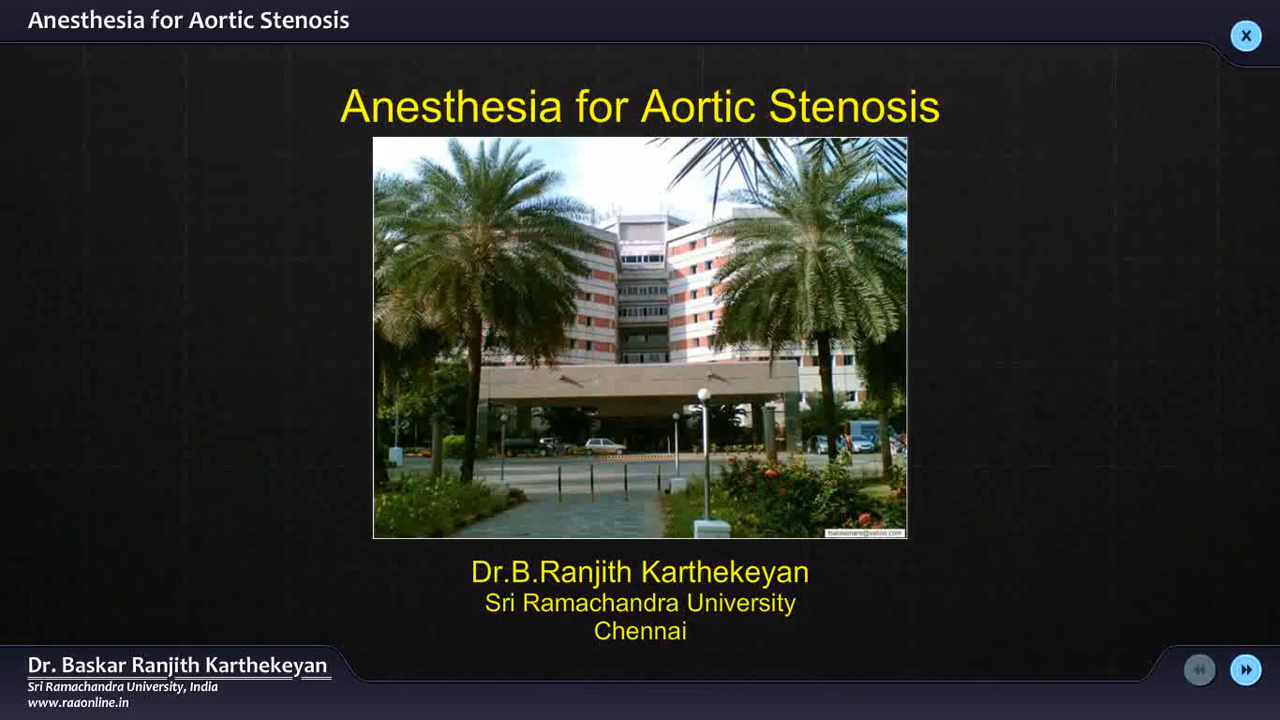 Anesthesia for Aortic Stenosis
X
Anesthesia for Aortic Stenosis
Dr.B.Ranjith Karthekeyan
Sri Ramachandra University
Chennai
Dr. Baskar Ranjith Karthekeyan
Sri Ramachandra University, India
www.raaonline.in